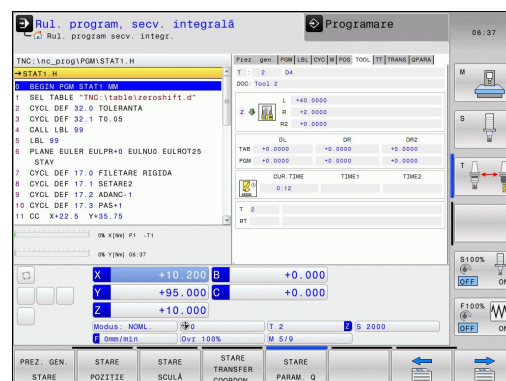 Rul. program, secv. integrală
Rul. program secv. integr.
Programare
06:37
TNC:\nc_prog\PGM\STAT1.H
→STAT1.H
0 BEGIN PGM STAT1 MM
1 SEL TABLE "TNC:\table\zeroshift.d"
2 CYCL DEF 32.0 TOLERANTA
3 CYCL DEF 32.1 T0.05
4 CALL LBL 99
5 LBL 99
6 PLANE EULER EULPR+0 EULNU0 EULROT25
STAY
7 CYCL DEF 17.0 FILETARE RIGIDA
8 CYCL DEF 17.1 SETARE2
9 CYCL DEF 17.2 ADANC-1
10 CYCL DEF 17.3 PAS+1
11 CC X+22.5 Y+35.75
0% X[Nm] P1 -T1
0% Y[Nm] 06:37
Prez. gen. PGM LBL CYC M POS TOOL TT TRANS QPARA
T : 2 D4
DOC: Tool 2
L +40.0000
Z R +2.0000
R2 +0.0000
DL DR DR2
TAB +0.0000 +0.0000 +0.0000
PGM +0.0000 +0.0000 +0.0000
CUR.TIME TIME1 TIME2
0:12
T 2
RT
X +10.200 B +0.000
Y +95.000 C +0.000
Z +10.000
Modus: NOML. 0 T 2 Z S 2000
F 0mm/min Ovr 100% M 5/9
M
S
T
S100%
OFF ON
F100%
OFF ON
PREZ. GEN.
STARE
STARE
POZIŢIE
STARE
SCULĂ
STARE
TRANSFER
COORDON.
STARE
PARAM. Q